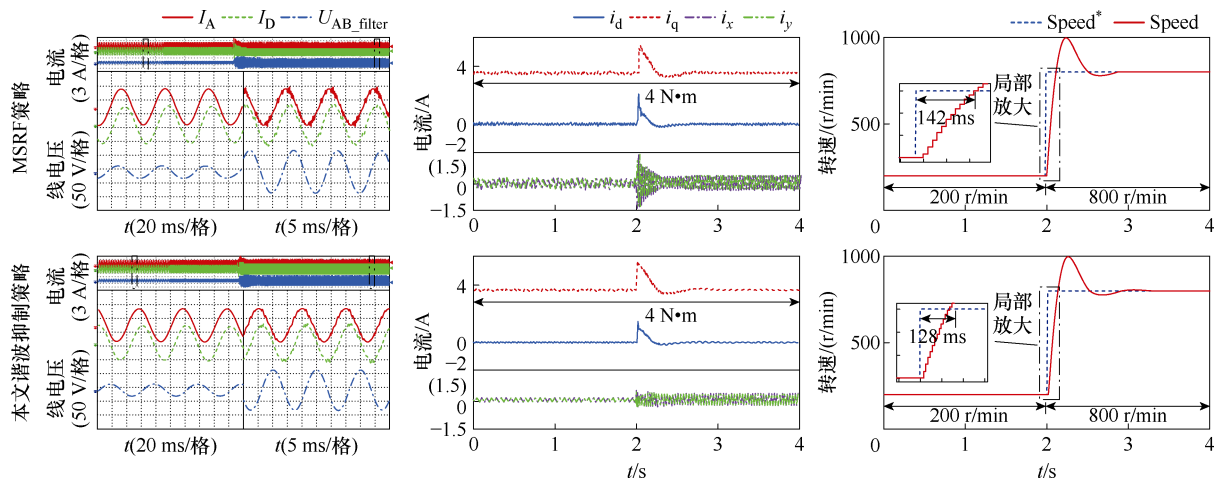 I_A I_D U_AB_filter
i_d i_q i_x i_y
Speed* Speed
MSRF策略
电流
(3 A/格)
线电压
(50 V/格)
t(20 ms/格) t(5 ms/格)
电流/A
4
0
−2
(1.5)
0
−1.5
4 N•m
0 1 2 3 4
转速/(r/min)
1000
500
0 1 2 3 4
142 ms
局部
放大
200 r/min 800 r/min
本文谐波抑制策略
电流
(3 A/格)
线电压
(50 V/格)
t(20 ms/格) t(5 ms/格)
电流/A
4
0
−2
(1.5)
0
−1.5
4 N•m
0 1 2 3 4
t/s
转速/(r/min)
1000
500
0 1 2 3 4
128 ms
局部
放大
200 r/min 800 r/min
t/s